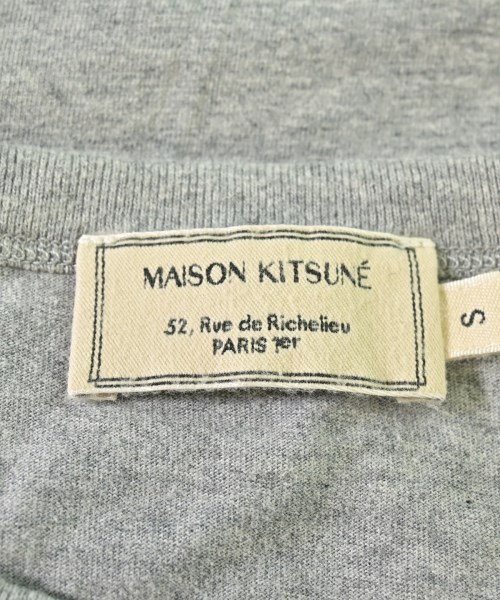 MAISON KITSUNÉ
52, Rue de Richelieu
PARIS 1er
S